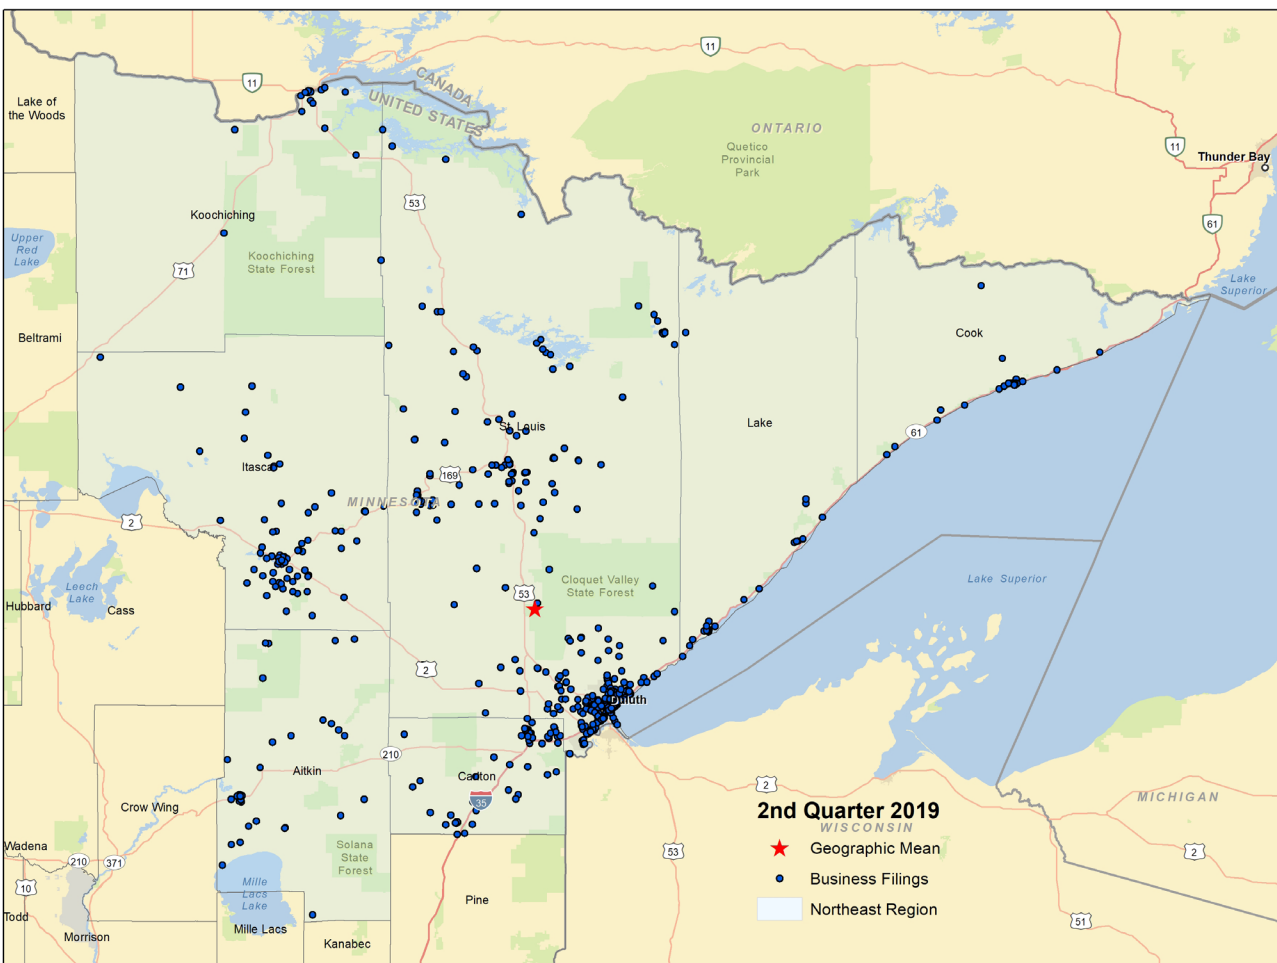 11
11
Lake of
the Woods
CANADA
UNITED STATES
ONTARIO
Quetico
Provincial
Park
11
Thunder Bay
53
Koochiching
61
Upper
Red
Lake
71
Koochiching
State Forest
Lake
Superior
Beltrami
Cook
Lake
St. Louis
61
Itasca
169
MINNESOTA
2
Leech
Lake
Hubbard
Cass
53
Cloquet Valley
State Forest
Lake Superior
2
Duluth
210
Aitkin
Carlton
35
Crow Wing
2
MICHIGAN
2nd Quarter 2019
WISCONSIN
Geographic Mean
Business Filings
Northeast Region
Wadena
210
371
Solana
State
Forest
53
2
10
Mille
Lacs
Lake
Pine
Todd
Morrison
Mille Lacs
Kanabec
51